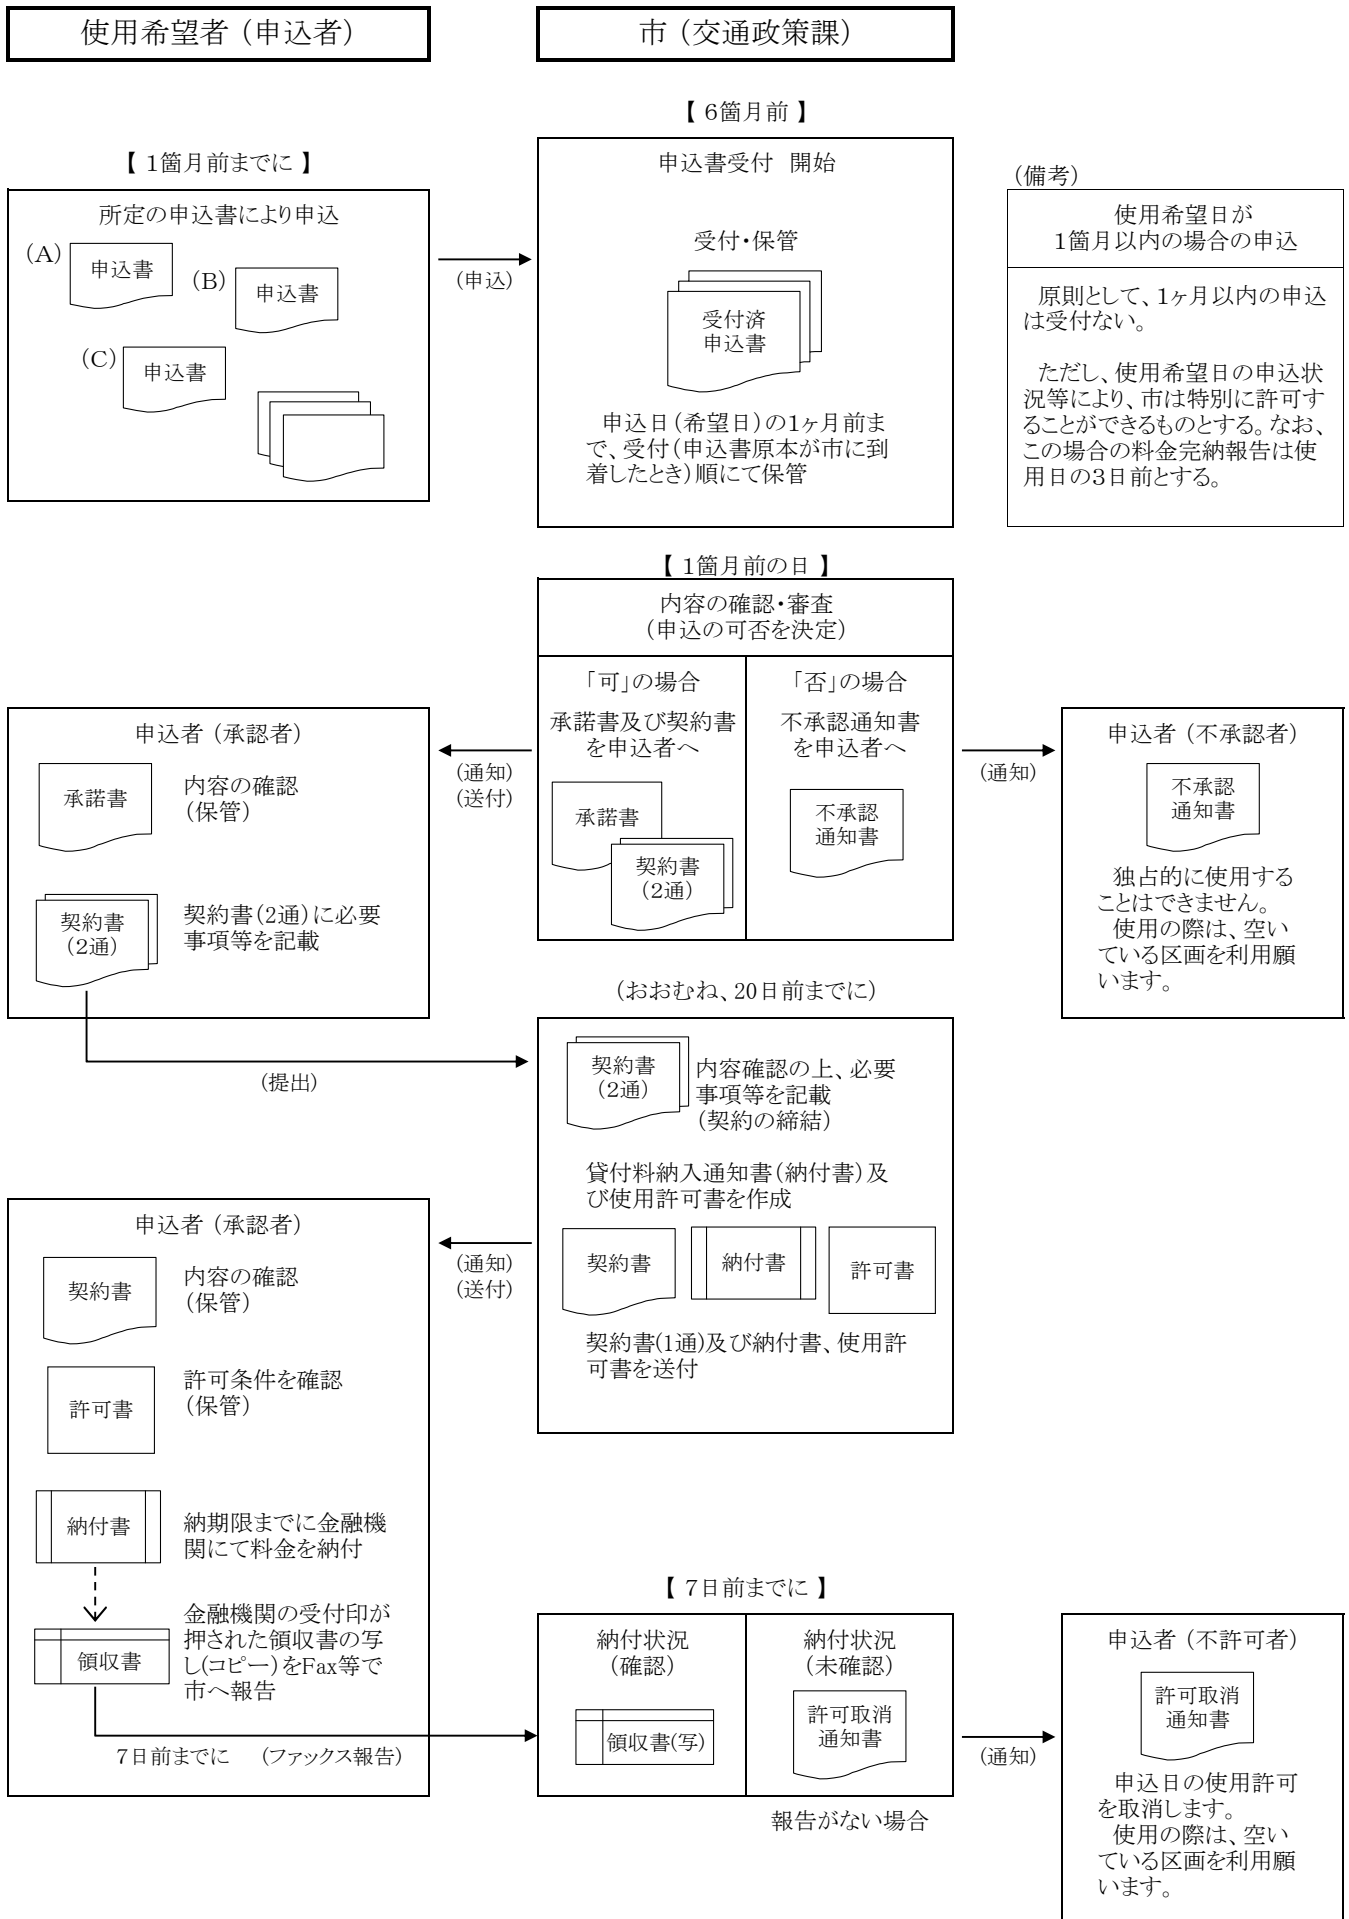 使用希望者（申込者）
市（交通政策課）
【 6箇月前 】
【 1箇月前までに 】
所定の申込書により申込
(A)
申込書
(B)
申込書
(C)
申込書
(申込)
申込書受付　開始
受付・保管
受付済
申込書
申込日（希望日）の1ヶ月前ま
で、受付（申込書原本が市に到
着したとき）順にて保管
（備考）
使用希望日が
1箇月以内の場合の申込
原則として、1ヶ月以内の申込
は受付ない。
ただし、使用希望日の申込状
況等により、市は特別に許可す
ることができるものとする。なお、
この場合の料金完納報告は使
用日の3日前とする。
【 1箇月前の日 】
内容の確認・審査
（申込の可否を決定）
「可」の場合
承諾書及び契約書
を申込者へ
承諾書
契約書
（2通）
「否」の場合
不承認通知書
を申込者へ
不承認
通知書
(通知)
(送付)
申込者（承認者）
承諾書
内容の確認
（保管）
契約書
（2通）
契約書（2通）に必要
事項等を記載
(通知)
申込者（不承認者）
不承認
通知書
独占的に使用する
ことはできません。
使用の際は、空い
ている区画を利用願
います。
(提出)
（おおむね、20日前までに）
契約書
（2通）
内容確認の上、必要
事項等を記載
（契約の締結）
貸付料納入通知書（納付書）及
び使用許可書を作成
契約書
納付書
許可書
契約書(1通)及び納付書、使用許
可書を送付
(通知)
(送付)
申込者（承認者）
契約書
内容の確認
（保管）
許可書
許可条件を確認
（保管）
納付書
納期限までに金融機
関にて料金を納付
領収書
金融機関の受付印が
押された領収書の写
し(コピー)をFax等で
市へ報告
7日前までに　（ファックス報告）
【 7日前までに 】
納付状況
（確認）
領収書(写)
納付状況
（未確認）
許可取消
通知書
報告がない場合
(通知)
申込者（不許可者）
許可取消
通知書
申込日の使用許可
を取消します。
使用の際は、空い
ている区画を利用願
います。